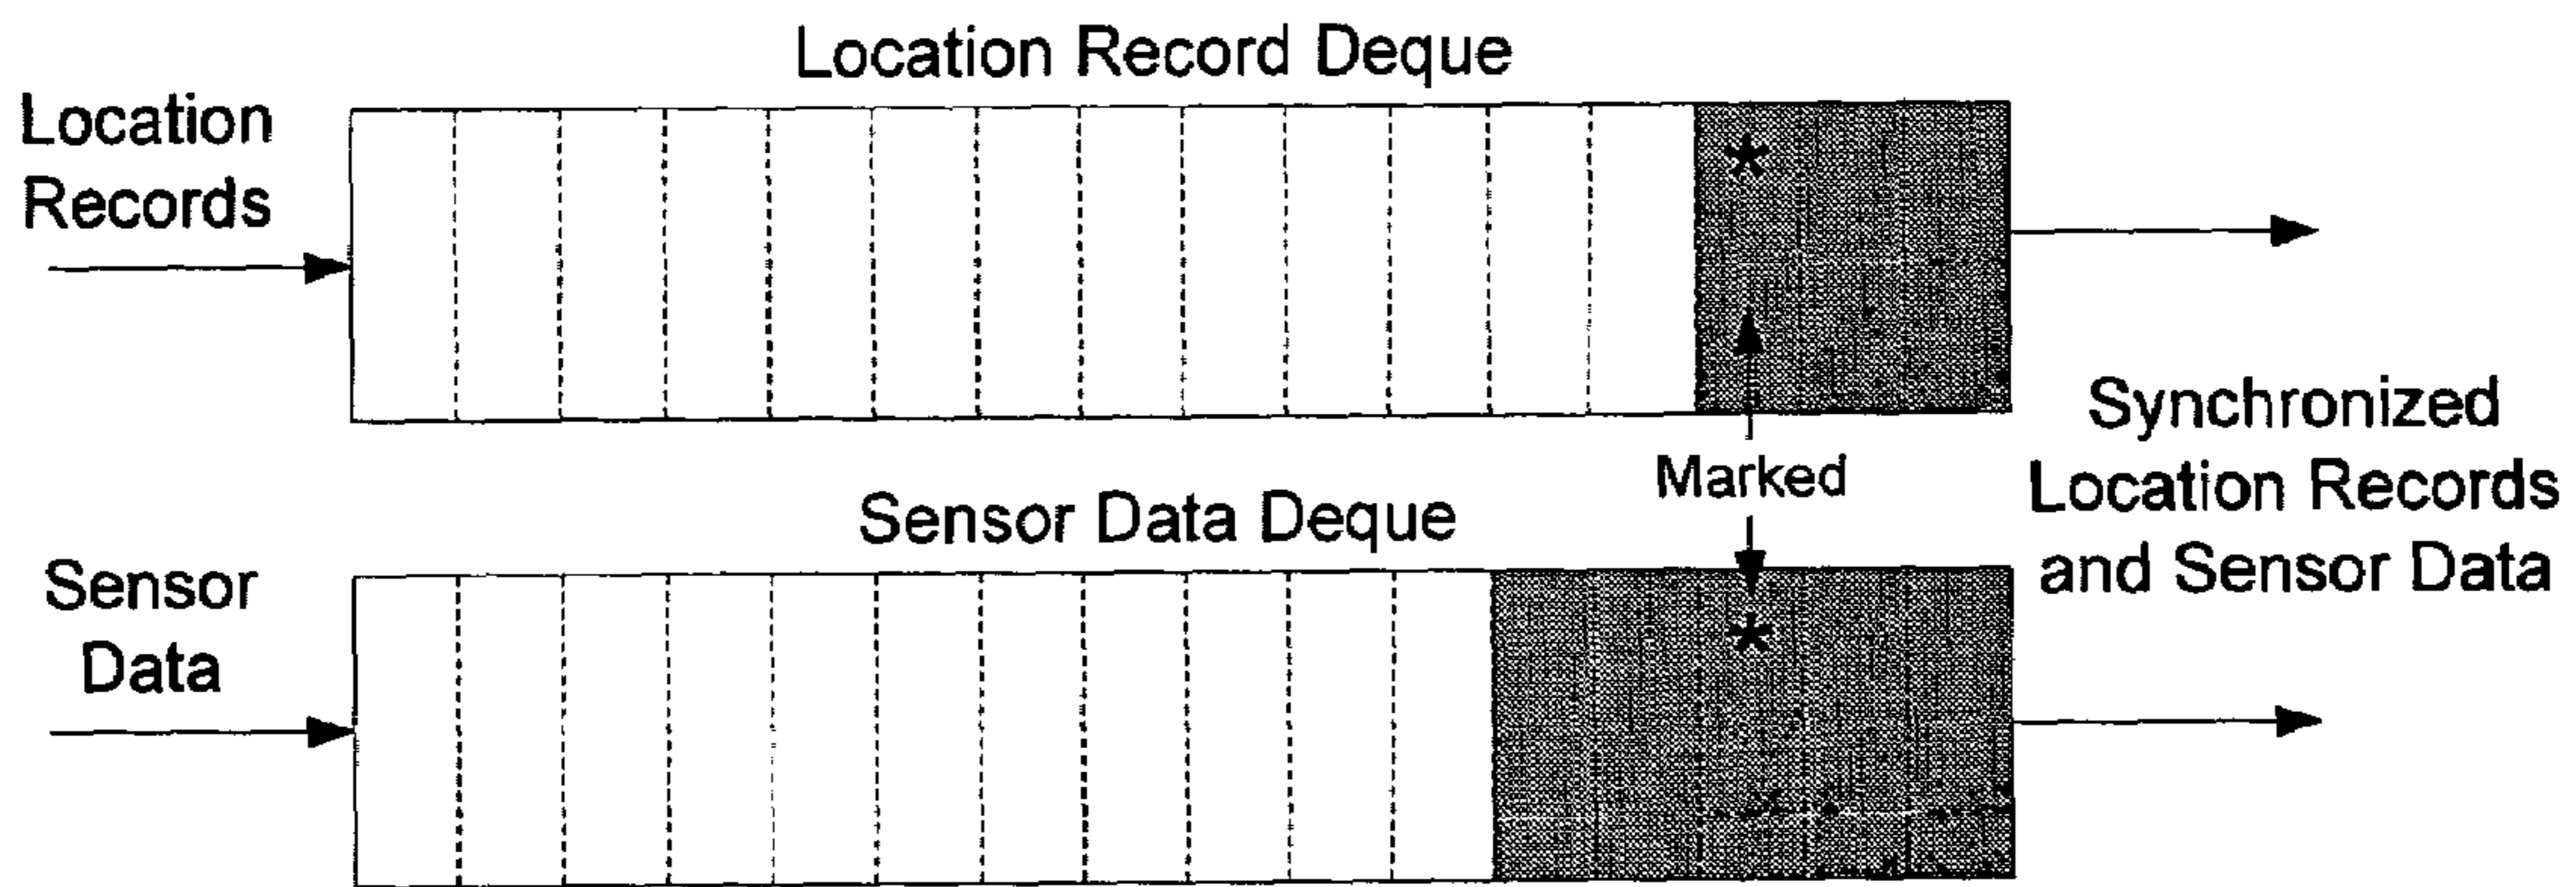 Location Record Deque
Location
Records
*
Marked
Synchronized
Location Records
and Sensor Data
Sensor Data Deque
Sensor
Data
*